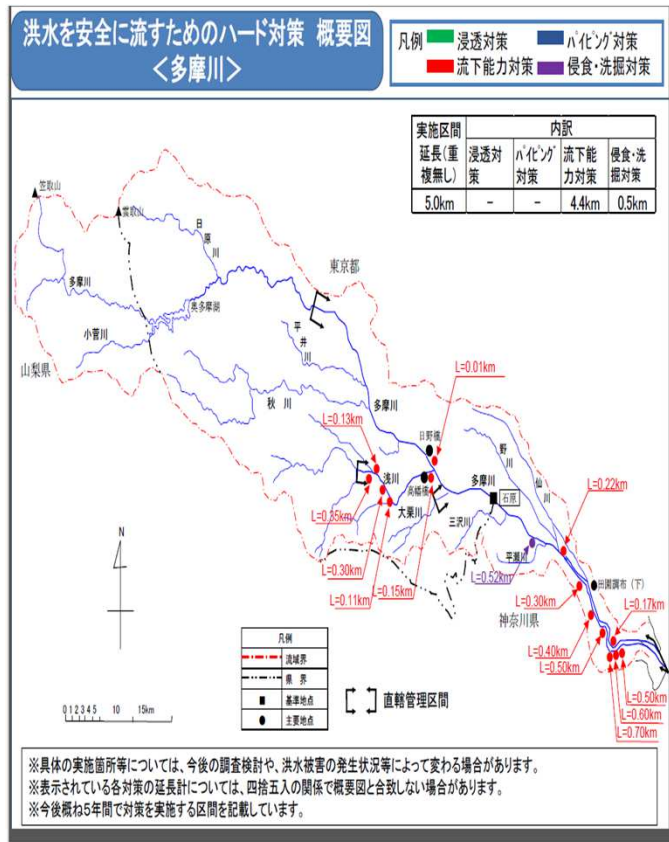 洪水を安全に流すためのハード対策 概要図
＜多摩川＞
凡例 浸透対策 パイピング対策
流下能力対策 侵食・洗掘対策
実施区間延長(重複無し) 内訳
浸透対策 パイピング対策 流下能力対策 侵食・洗掘対策
5.0km － － 4.4km 0.5km
笠取山
雲取山
日原川
東京都
多摩川
奥多摩湖
小菅川
平井川
山梨県
秋川
多摩川
L=0.01km
L=0.13km
日野橋
野川
仙川
浅川
高幡橋
多摩川
石原
L=0.22km
大栗川
三沢川
L=0.35km
平瀬川
L=0.30km
L=0.15km
L=0.52km
田園調布（下）
L=0.11km
L=0.30km
L=0.17km
神奈川県
L=0.40km
L=0.50km
L=0.50km
L=0.60km
L=0.70km
N
凡例
流域界
県界
基準地点
主要地点
直轄管理区間
0 1 2 3 4 5 10 15km
※具体の実施箇所等については、今後の調査検討や、洪水被害の発生状況等によって変わる場合があります。
※表示されている各対策の延長計については、四捨五入の関係で概要図と合致しない場合があります。
※今後概ね5年間で対策を実施する区間を記載しています。